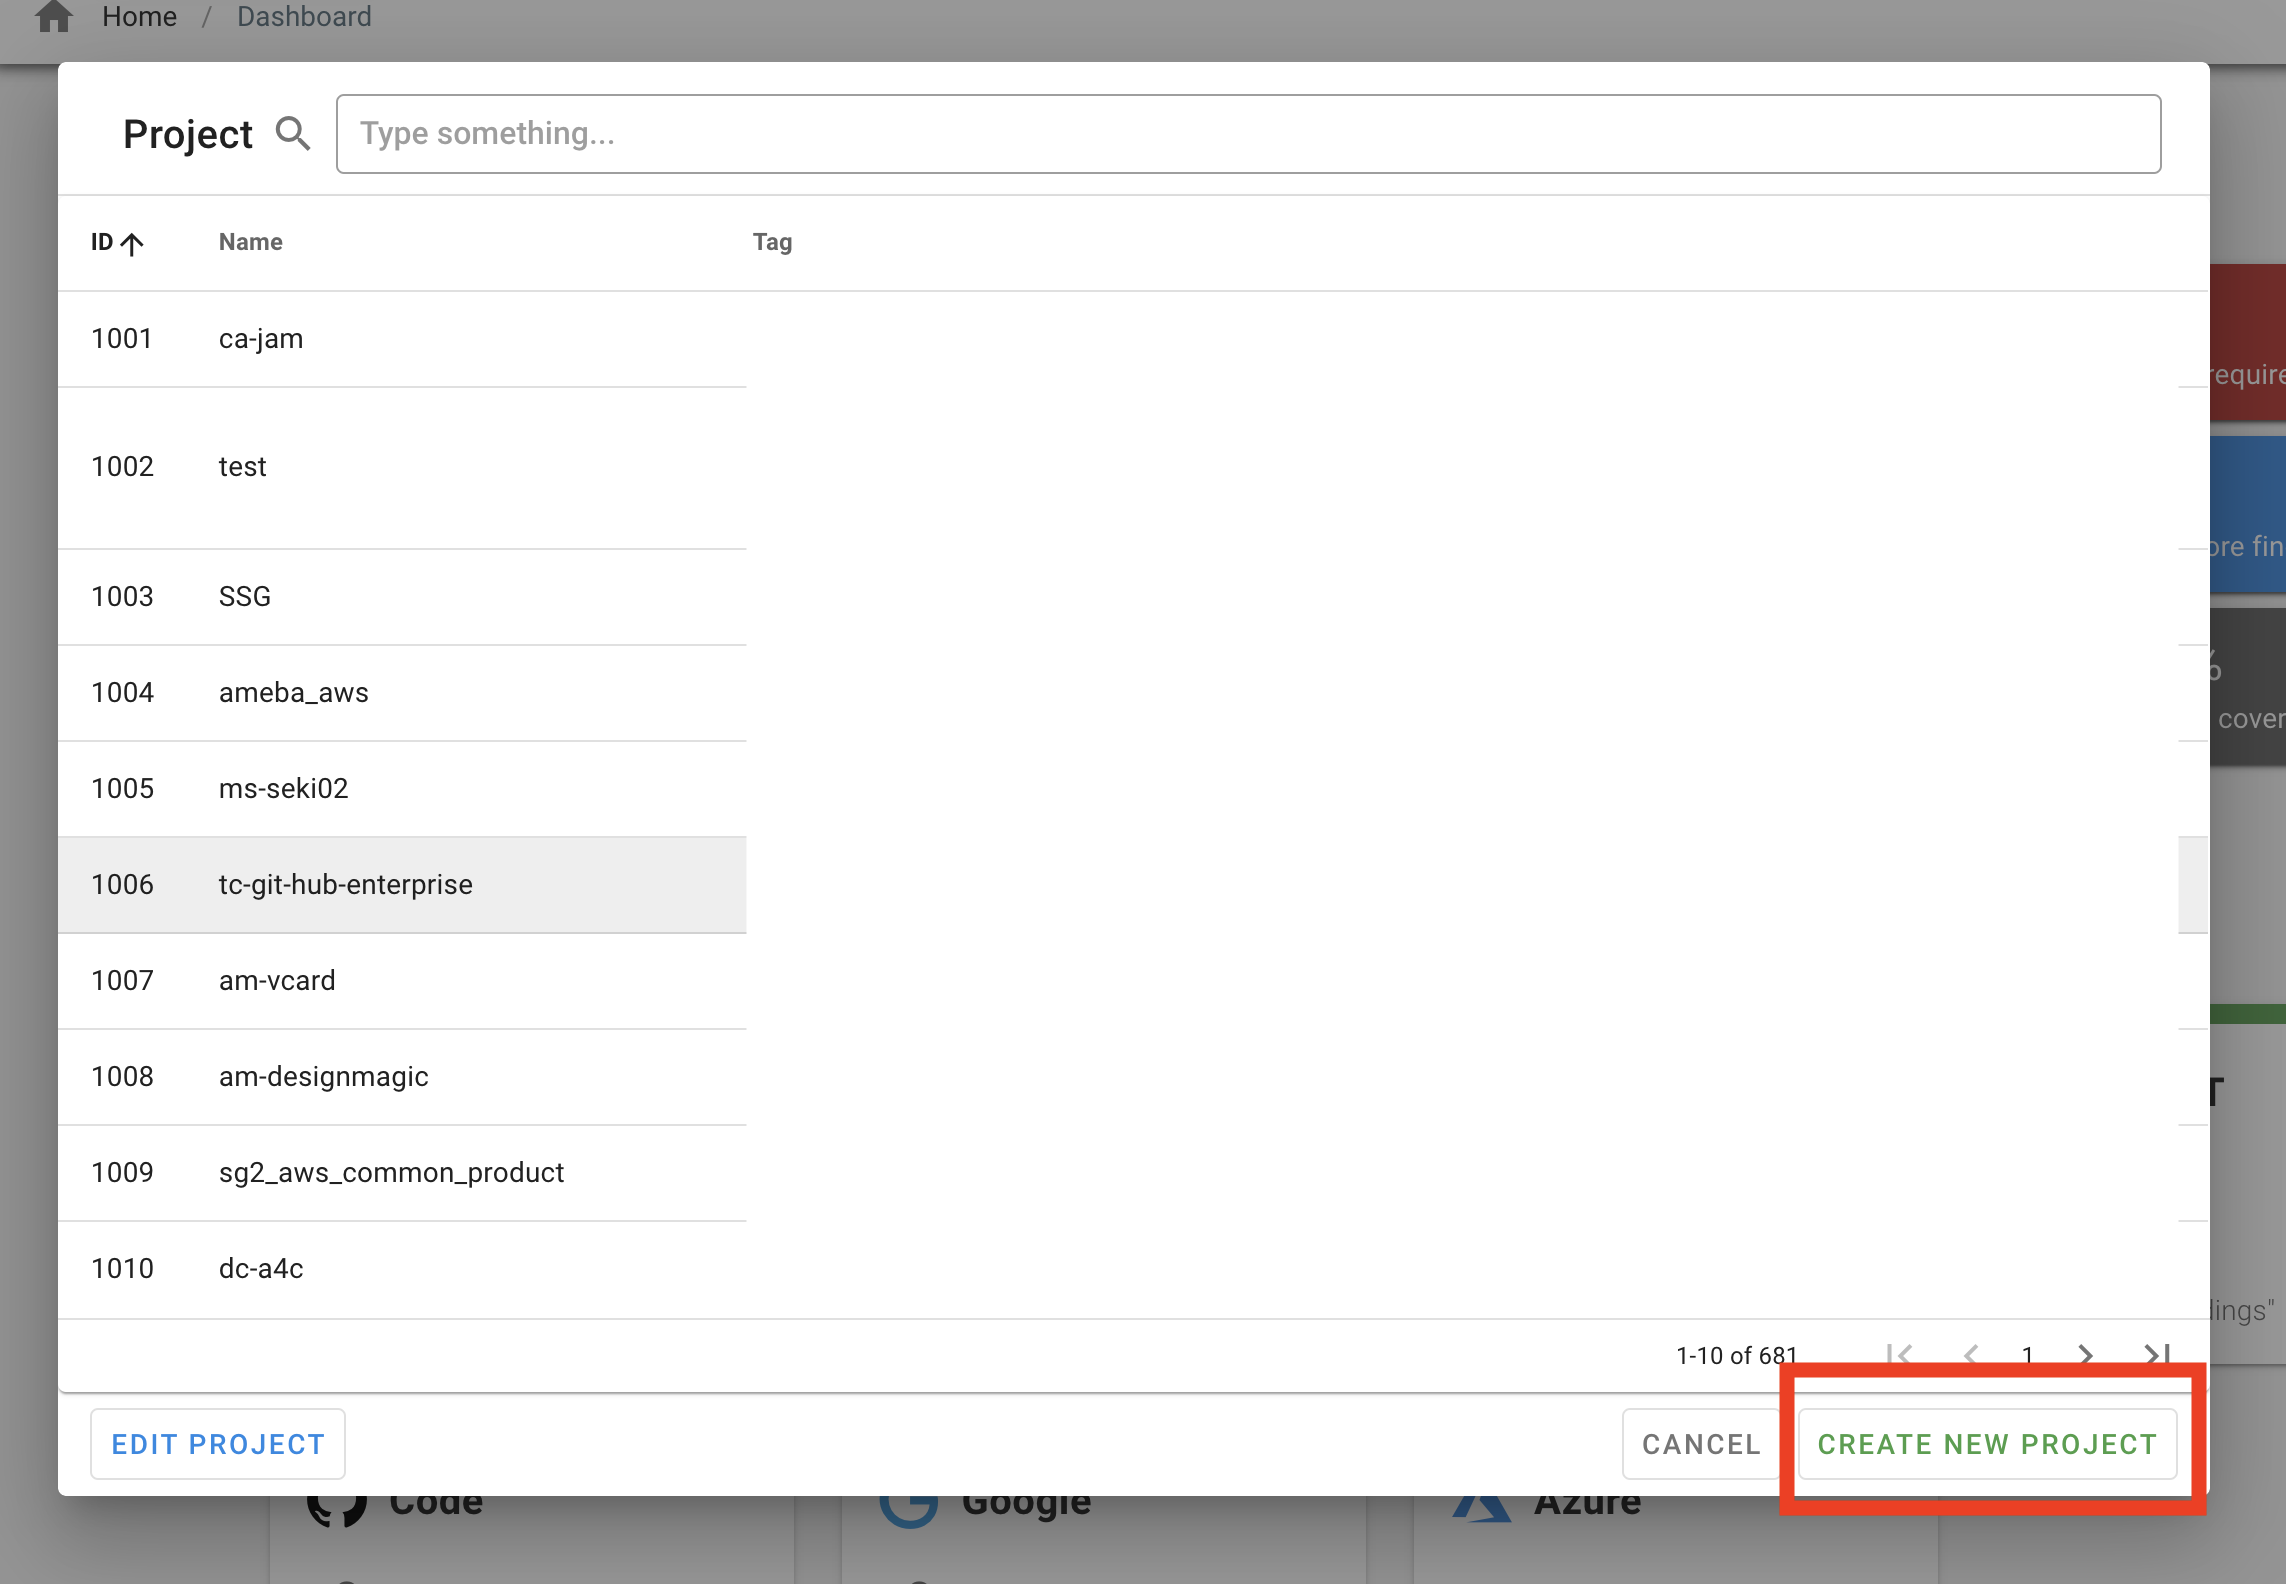 Home / Dashboard
Project Type something...
ID Name Tag
1001 ca-jam
1002 test
1003 SSG
1004 ameba_aws
1005 ms-seki02
1006 tc-git-hub-enterprise
1007 am-vcard
1008 am-designmagic
1009 sg2_aws_common_product
1010 dc-a4c
1-10 of 681 1
EDIT PROJECT CANCEL CREATE NEW PROJECT
Code Google Azure
require
ore fin
%
cover
T
dings"